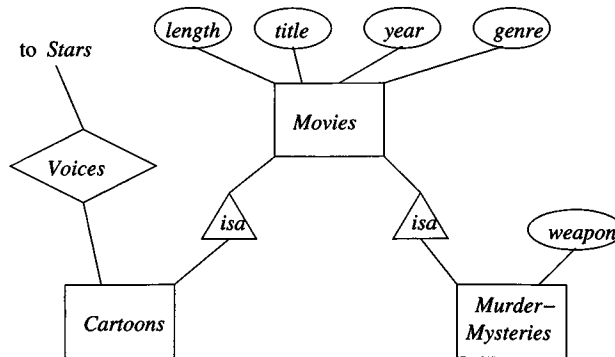 length
title
year
genre
to Stars
Movies
Voices
isa
isa
weapon
Cartoons
Murder–
Mysteries